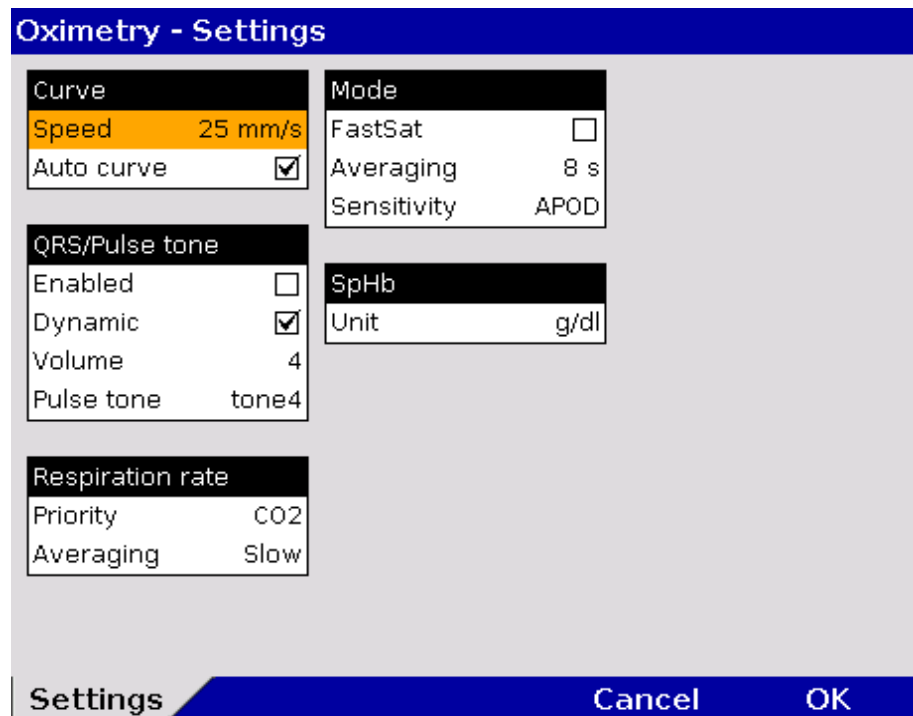 Oximetry - Settings
Curve
Speed 25 mm/s
Auto curve
QRS/Pulse tone
Enabled
Dynamic
Volume 4
Pulse tone tone4
Respiration rate
Priority CO2
Averaging Slow
Mode
FastSat
Averaging 8 s
Sensitivity APOD
SpHb
Unit g/dl
Settings Cancel OK